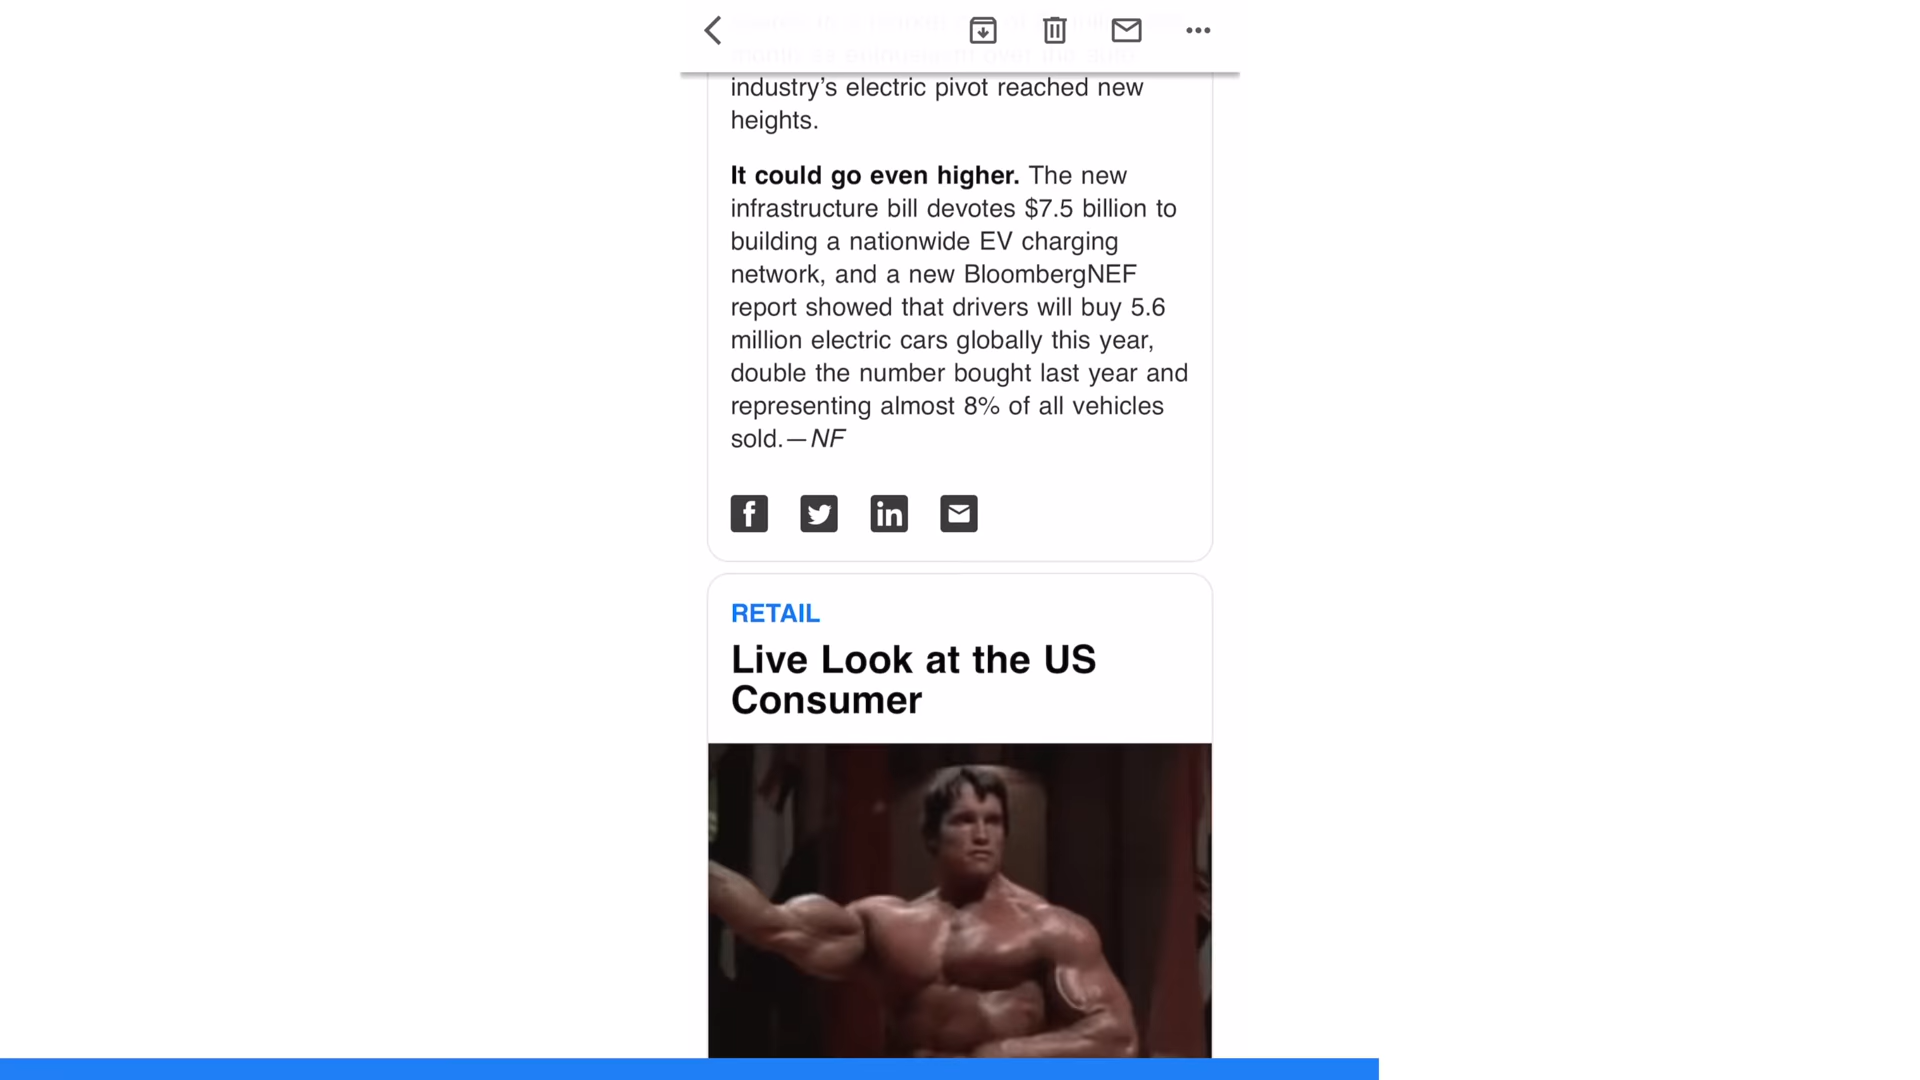 industry’s electric pivot reached new
heights.
It could go even higher. The new
infrastructure bill devotes $7.5 billion to
building a nationwide EV charging
network, and a new BloombergNEF
report showed that drivers will buy 5.6
million electric cars globally this year,
double the number bought last year and
representing almost 8% of all vehicles
sold.—NF
RETAIL
Live Look at the US
Consumer